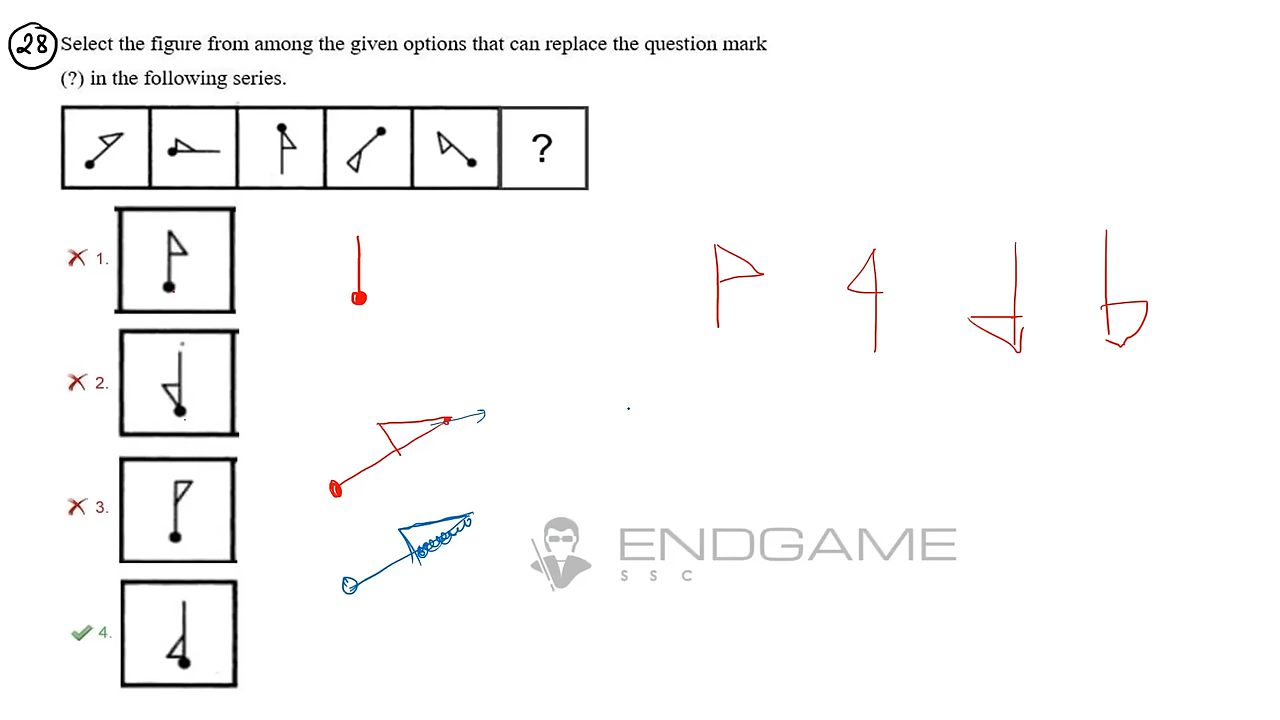 28 Select the figure from among the given options that can replace the question mark
(?) in the following series.
?
1.
2.
3.
4.
ENDGAME
SSC